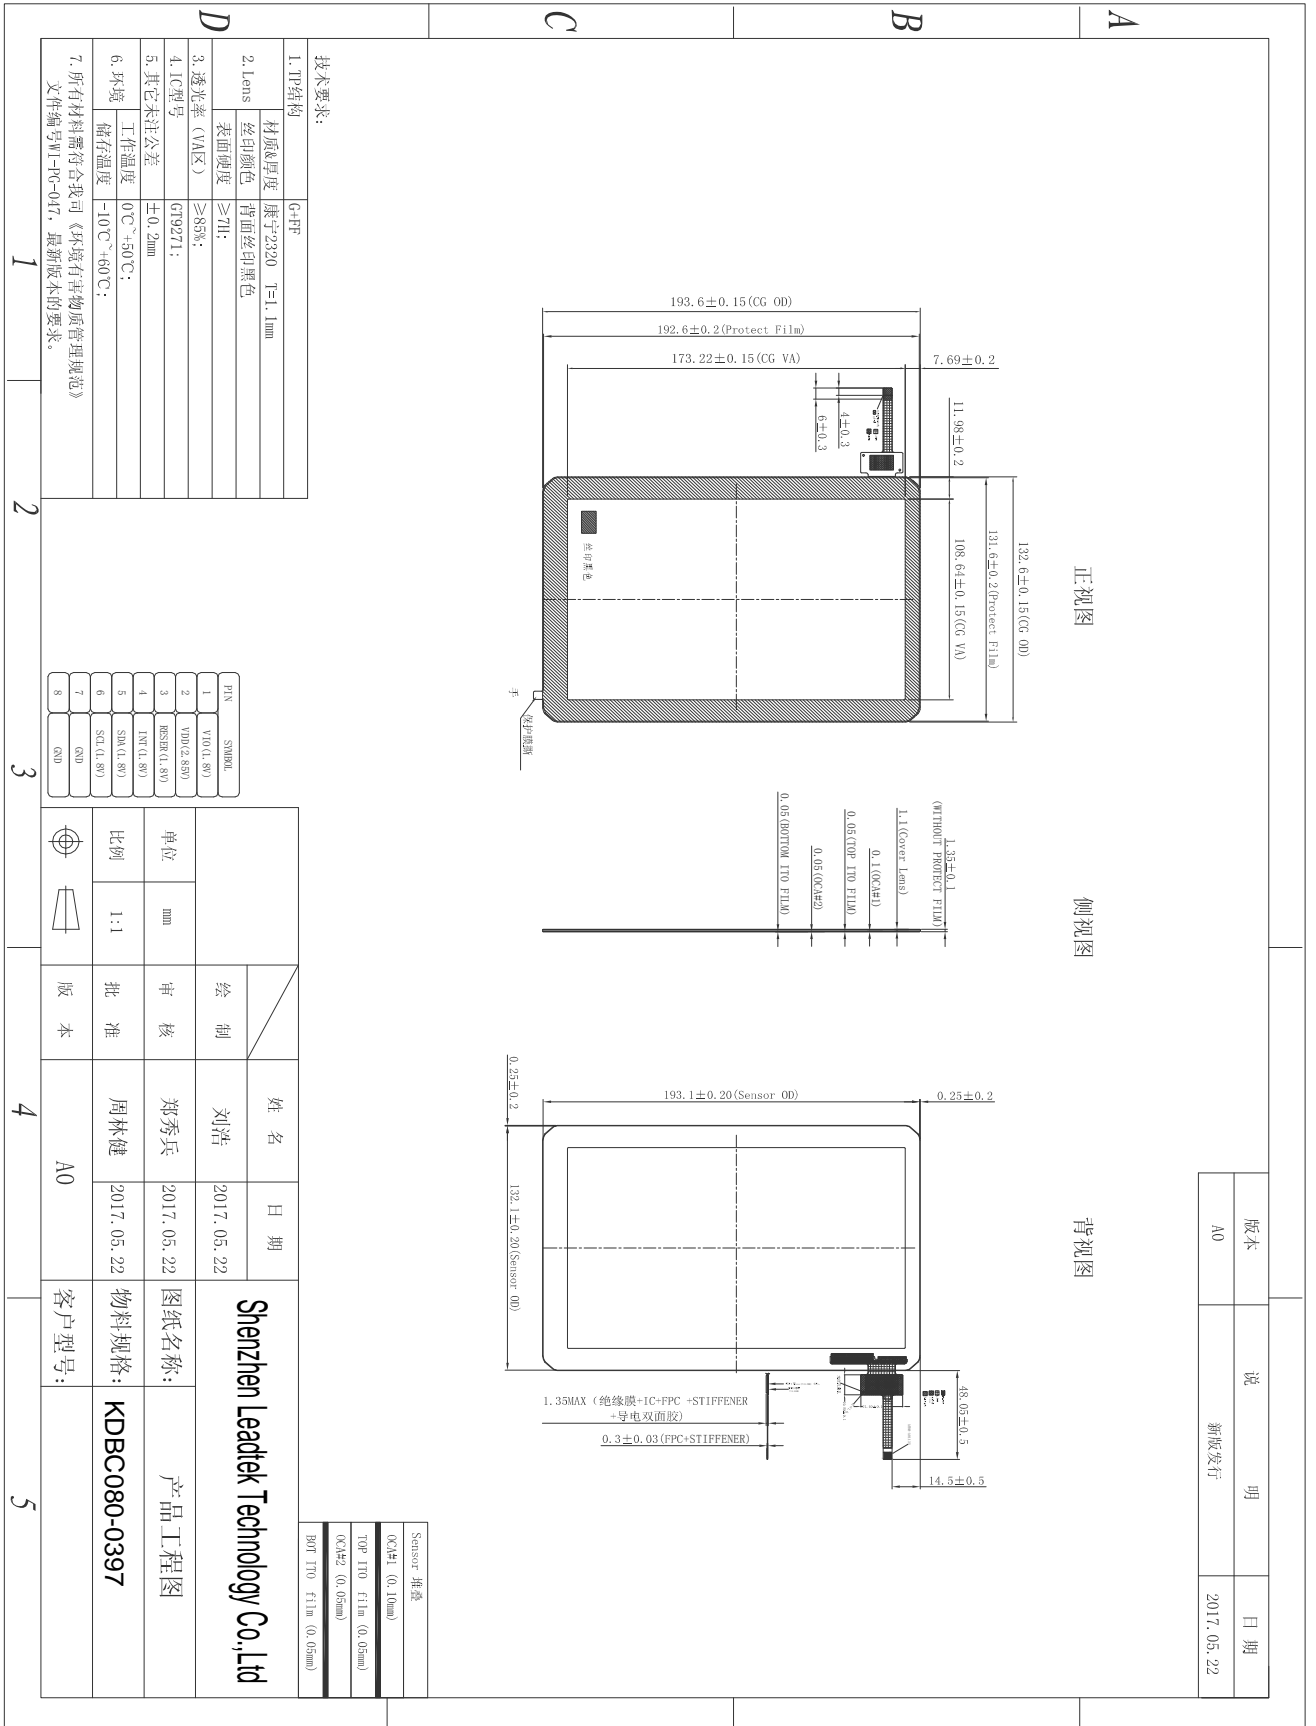 A
B
C
D
1
2
3
4
5
版本
说 明
日 期
A0
新版发行
2017.05.22
正视图
侧视图
背视图
193.6±0.15(CG OD)
192.6±0.2(Protect Film)
173.22±0.15(CG VA)
7.69±0.2
11.98±0.2
132.6±0.15(CG OD)
131.6±0.2(Protect Film)
108.64±0.15(CG VA)
4±0.3
6±0.3
丝印黑色
保护膜撕
手
1.35±0.1
(WITHOUT PROTECT FILM)
1.1(Cover Lens)
0.1(OCA#1)
0.05(TOP ITO FILM)
0.05(OCA#2)
0.05(BOTTOM ITO FILM)
193.1±0.20(Sensor OD)
0.25±0.2
0.25±0.2
132.1±0.20(Sensor OD)
48.05±0.5
14.5±0.5
1.35MAX (绝缘膜+IC+FPC +STIFFENER
+导电双面胶)
0.3±0.03(FPC+STIFFENER)
Sensor 堆叠
OCA#1 (0.10mm)
TOP ITO film (0.05mm)
OCA#2 (0.05mm)
BOT ITO film (0.05mm)
技术要求:
1.TP结构 G+FF
2.Lens 材质&厚度 康宁2320 T=1.1mm
丝印颜色 背面丝印黑色
表面硬度 ≥7H;
3.透光率 (VA区) ≥85%;
4.IC型号 GT9271;
5.其它未注公差 ±0.2mm
6.环境 工作温度 0℃~+50℃;
储存温度 -10℃~+60℃;
7.所有材料需符合我司《环境有害物质管理规范》
文件编号WI-PG-047,最新版本的要求。
PIN SYMBOL
1 VIO(1.8V)
2 VDD(2.85V)
3 RESER(1.8V)
4 INT(1.8V)
5 SDA(1.8V)
6 SCL(1.8V)
7 GND
8 GND
姓 名 日 期
绘 制 刘浩 2017.05.22
单位 mm 审 核 郑秀兵 2017.05.22
比例 1:1 批 准 周林健 2017.05.22
版 本 A0
Shenzhen Leadtek Technology Co.,Ltd
图纸名称: 产品工程图
物料规格: KDBC080-0397
客户型号: